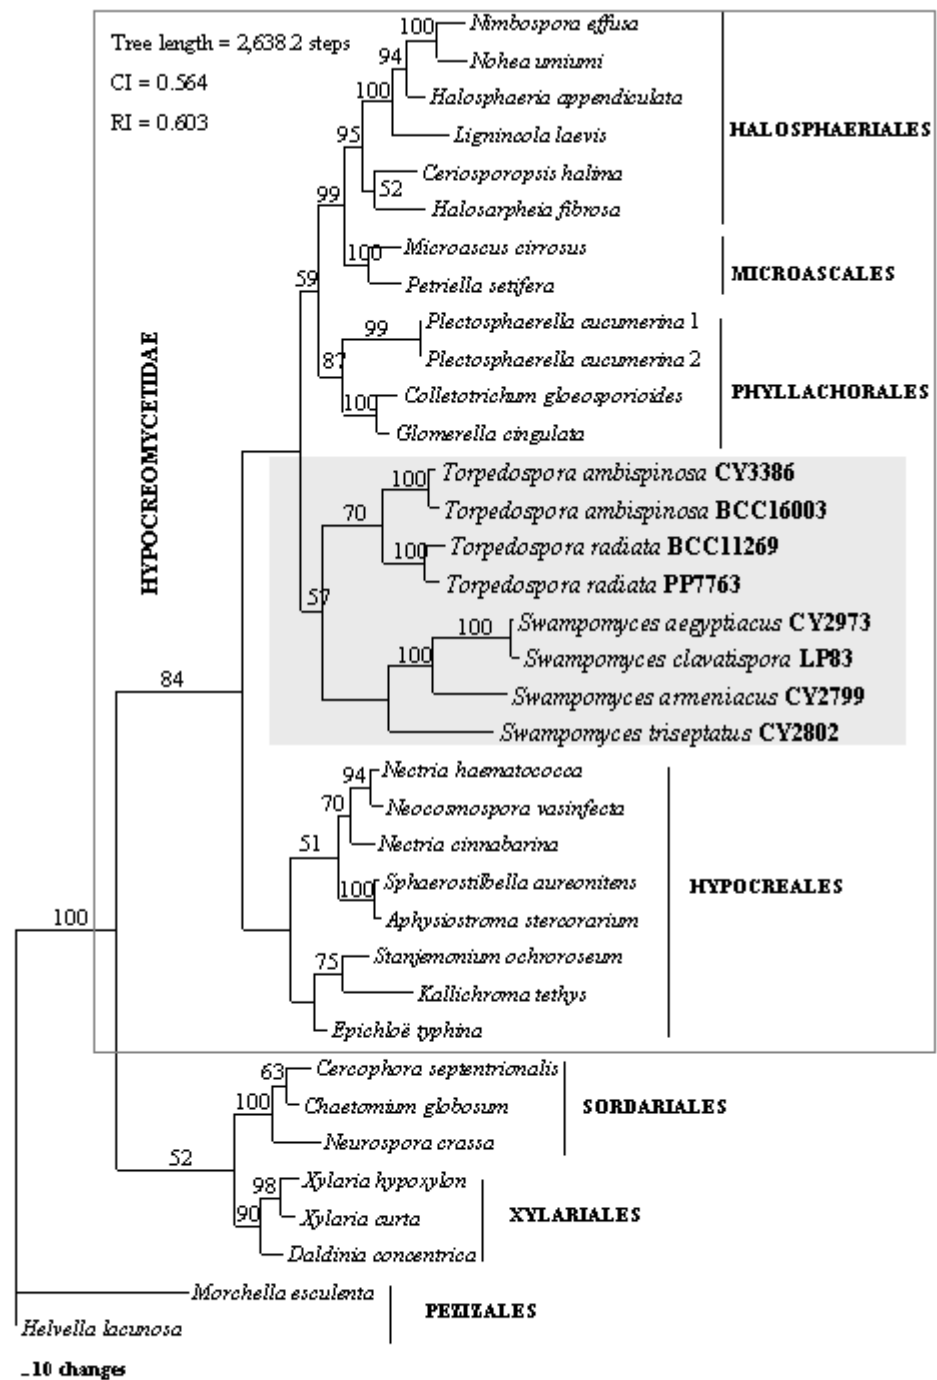 100
Nimbospora effusa
Tree length = 2,638.2 steps
94
Nohea umiumi
CI = 0.564
100
Halosphaeria appendiculata
RI = 0.603
95
Lignincola laevis
HALOSPHAERIALES
Ceriosporopsis halima
52
99
Halosarpheia fibrosa
100
Microascus cirrosus
MICROASCALES
59
Petriella setifera
Plectosphaerella cucumerina 1
99
87
Plectosphaerella cucumerina 2
HYPOCREOMYCETIDAE
PHYLLACHORALES
100
Colletotrichum gloeosporioides
Glomerella cingulata
100
Torpedospora ambispinosa CY3386
70
Torpedospora ambispinosa BCC16003
100
Torpedospora radiata BCC11269
57
Torpedospora radiata PP7763
100
Swampomyces aegyptiacus CY2973
100
Swampomyces clavatispora LP83
84
Swampomyces armeniacus CY2799
Swampomyces triseptatus CY2802
94
Nectria haematococca
70
Neocosmospora vasinfecta
51
Nectria cinnabarina
100
Sphaerostilbella aureonitens
HYPOCREALES
100
Aphysiostroma stercorarium
75
Stanjemonium ochroroseum
Kallichroma tethys
Epichloë typhina
63
Cercophora septentrionalis
100
Chaetomium globosum
SORDARIALES
Neurospora crassa
52
98
Xylaria hypoxylon
90
Xylaria curta
XYLARIALES
Daldinia concentrica
Morchella esculenta
PEZIZALES
Helvella lacunosa
10 changes